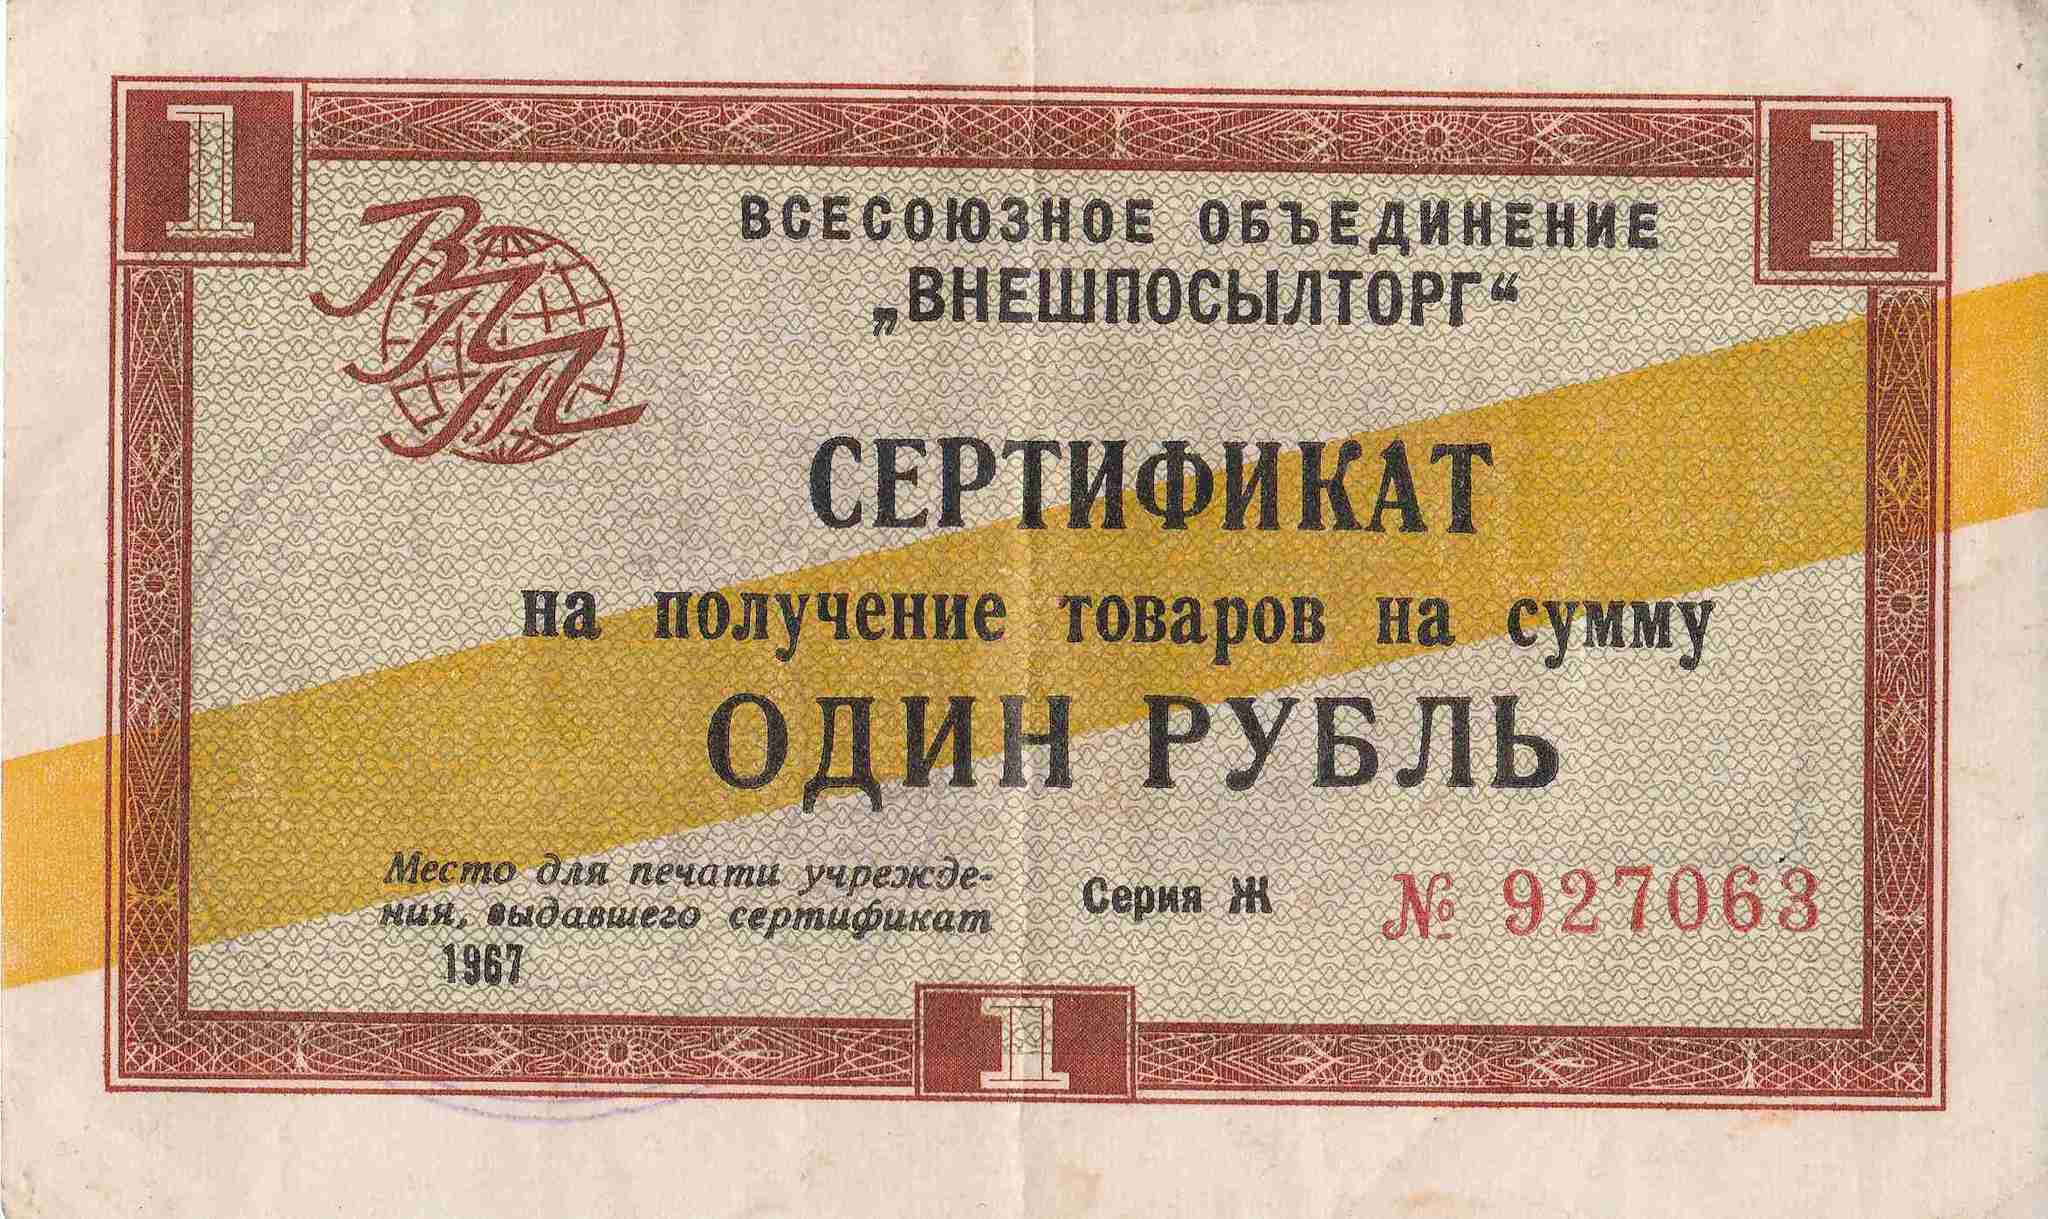 1 1
ВПТ
ВСЕСОЮЗНОЕ ОБЪЕДИНЕНИЕ
„ВНЕШПОСЫЛТОРГ“
СЕРТИФИКАТ
на получение товаров на сумму
ОДИН РУБЛЬ
Место для печати учрежде-
ния, выдавшего сертификат
1967
Серия Ж № 927063
1